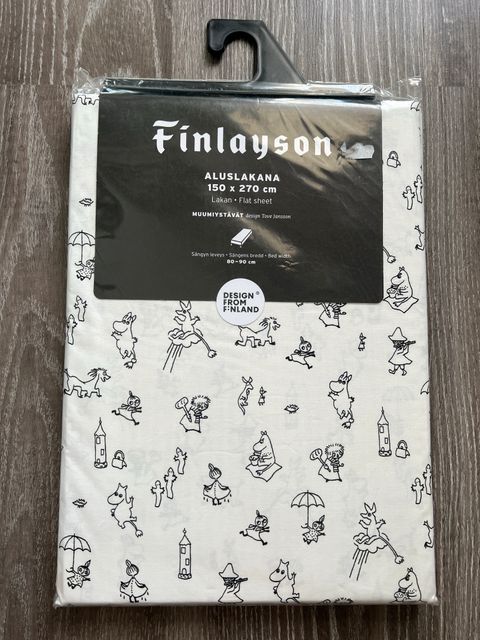 Finlayson
ALUSLAKANA
150 x 270 cm
Lakan • Flat sheet
MUUMIYSTÄVÄT design Tove Jansson
Sängyn leveys • Sängens bredd • Bed width
80–90 cm
DESIGN
FROM
FINLAND